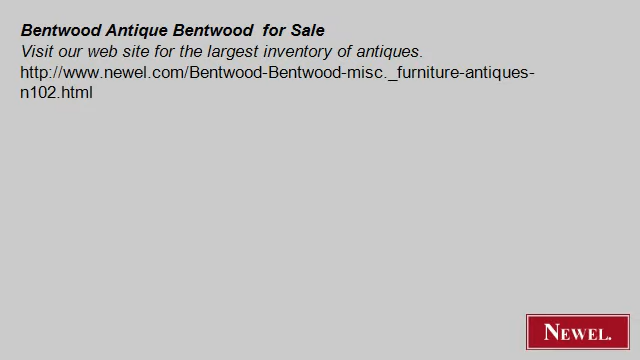 Bentwood Antique Bentwood  for Sale
Visit our web site for the largest inventory of antiques.
http://www.newel.com/Bentwood-Bentwood-misc._furniture-antiques-
n102.html
NEWEL.